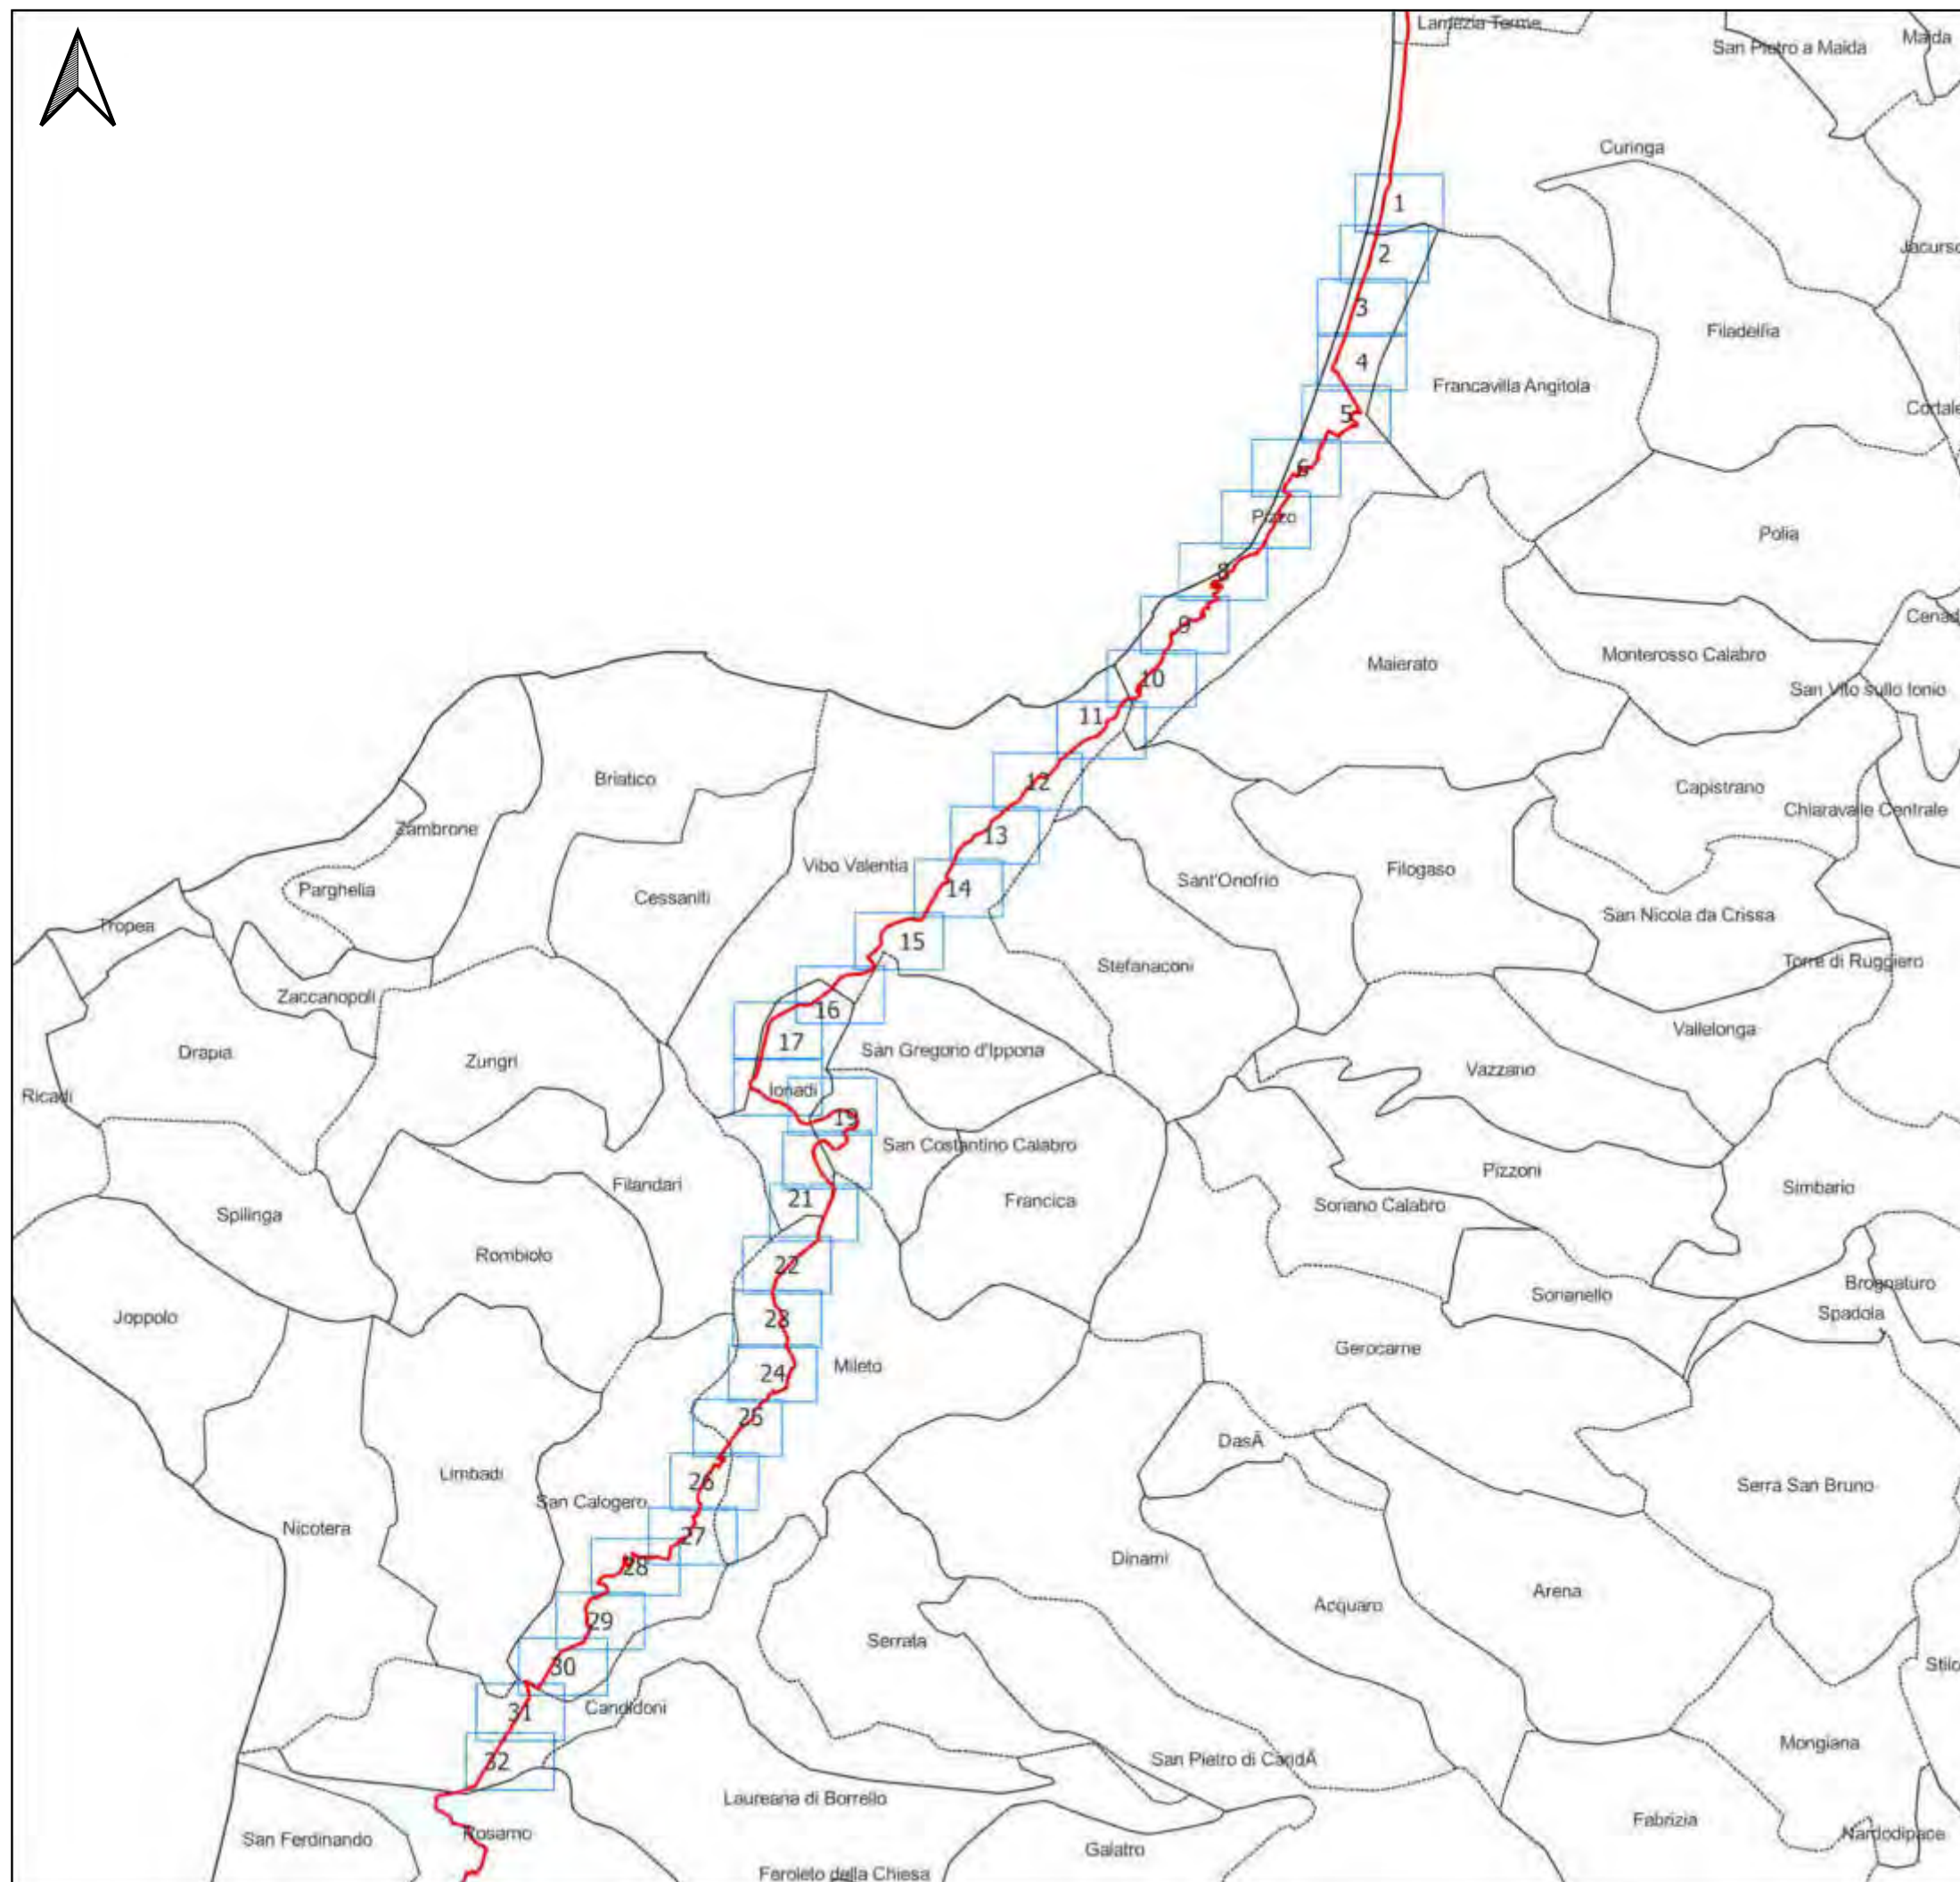 Lamezia Terme
San Pietro a Maida
Maida
Curinga
1
2
Jacurso
3
Filadelfia
4
Francavilla Angitola
5
Cortale
6
Pizzo
Polia
8
9
Cenad
Monterosso Calabro
Maierato
10
San Vito sullo Ionio
11
Briatico
12
Capistrano
Chiaravalle Centrale
Zambrone
13
Vibo Valentia
Filogaso
Sant'Onofrio
14
Parghelia
Cessaniti
San Nicola da Crissa
Tropea
15
Torre di Ruggiero
Stefanaconi
Zaccanopoli
16
Vallelonga
17
San Gregorio d'Ippona
Drapia
Zungri
Vazzano
Ionadi
Ricadi
19
San Costantino Calabro
Pizzoni
Filandari
Simbario
21
Francica
Soriano Calabro
Spilinga
Rombiolo
22
Brognaturo
Sorianello
Spadola
Joppolo
23
Gerocarne
Mileto
24
25
DasÂ
Limbadi
26
Serra San Bruno
San Calogero
Nicotera
27
Dinami
28
Arena
Acquaro
29
Serrata
30
Stilo
Candidoni
31
Mongiana
San Pietro di CaridÂ
32
Laureana di Borrello
Fabrizia
Rosarno
San Ferdinando
Nardodipace
Galatro
Feroleto della Chiesa